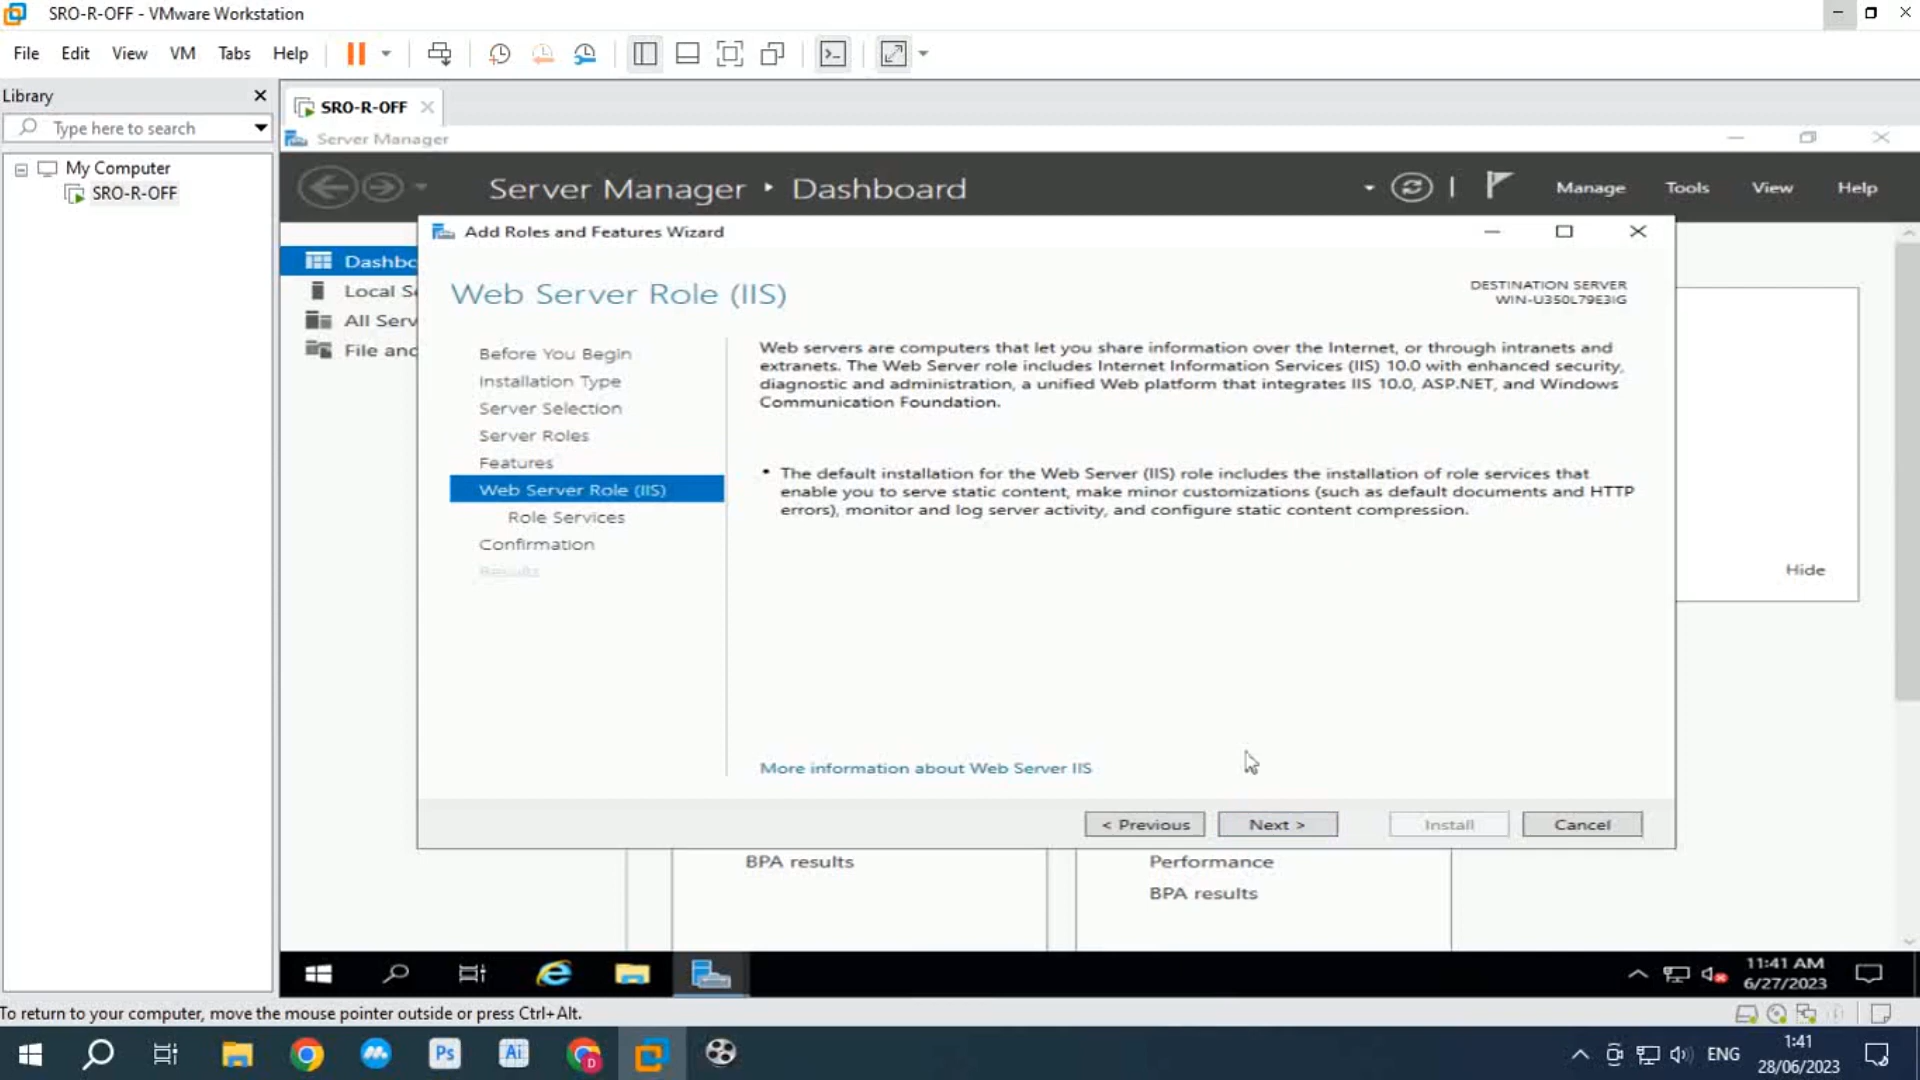 SRO-R-OFF - VMware Workstation
File Edit View VM Tabs Help
Library
SRO-R-OFF
Type here to search
Server Manager
My Computer
SRO-R-OFF
Server Manager • Dashboard
Manage Tools View Help
Add Roles and Features Wizard
Dashbo
Local Se
All Serv
File and
Web Server Role (IIS)
DESTINATION SERVER
WIN-U350L79E3IG
Before You Begin
Installation Type
Server Selection
Server Roles
Features
Web Server Role (IIS)
Role Services
Confirmation
Results
Web servers are computers that let you share information over the Internet, or through intranets and
extranets. The Web Server role includes Internet Information Services (IIS) 10.0 with enhanced security,
diagnostic and administration, a unified Web platform that integrates IIS 10.0, ASP.NET, and Windows
Communication Foundation.
• The default installation for the Web Server (IIS) role includes the installation of role services that
enable you to serve static content, make minor customizations (such as default documents and HTTP
errors), monitor and log server activity, and configure static content compression.
Hide
More information about Web Server IIS
< Previous Next > Install Cancel
BPA results
Performance
BPA results
11:41 AM
6/27/2023
To return to your computer, move the mouse pointer outside or press Ctrl+Alt.
Ps
Ai
D
ENG
1:41
28/06/2023